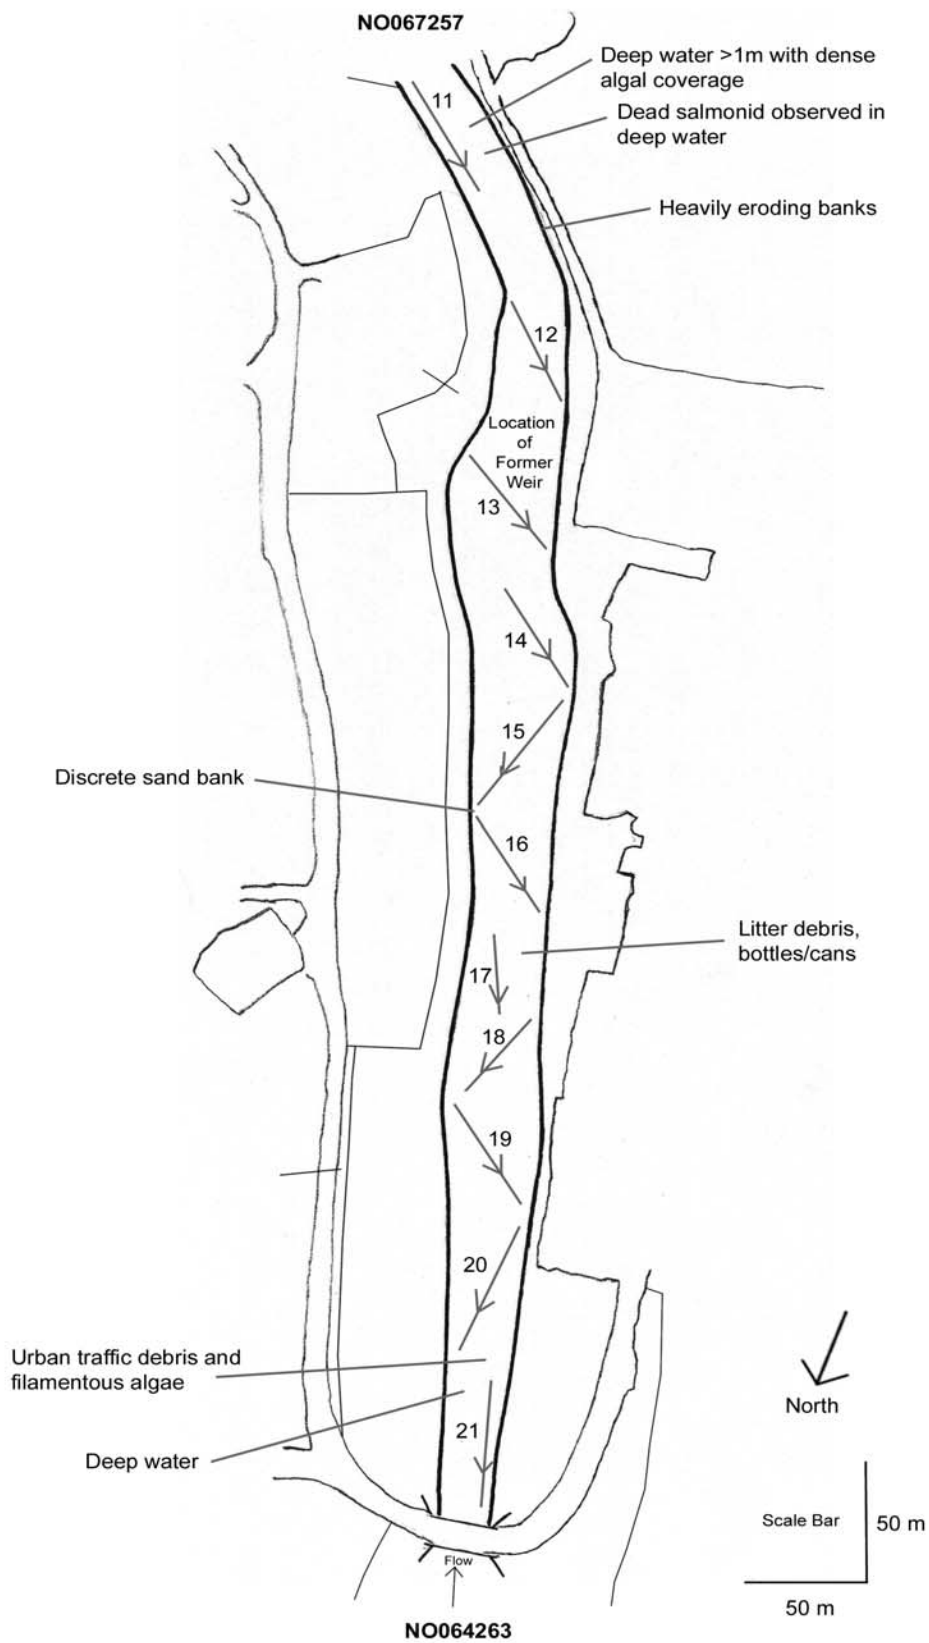 NO067257
Deep water >1m with dense
algal coverage
11
Dead salmonid observed in
deep water
Heavily eroding banks
12
Location
of
Former
Weir
13
14
15
Discrete sand bank
16
Litter debris,
bottles/cans
17
18
19
20
Urban traffic debris and
filamentous algae
North
21
Deep water
Scale Bar
50 m
50 m
Flow
NO064263